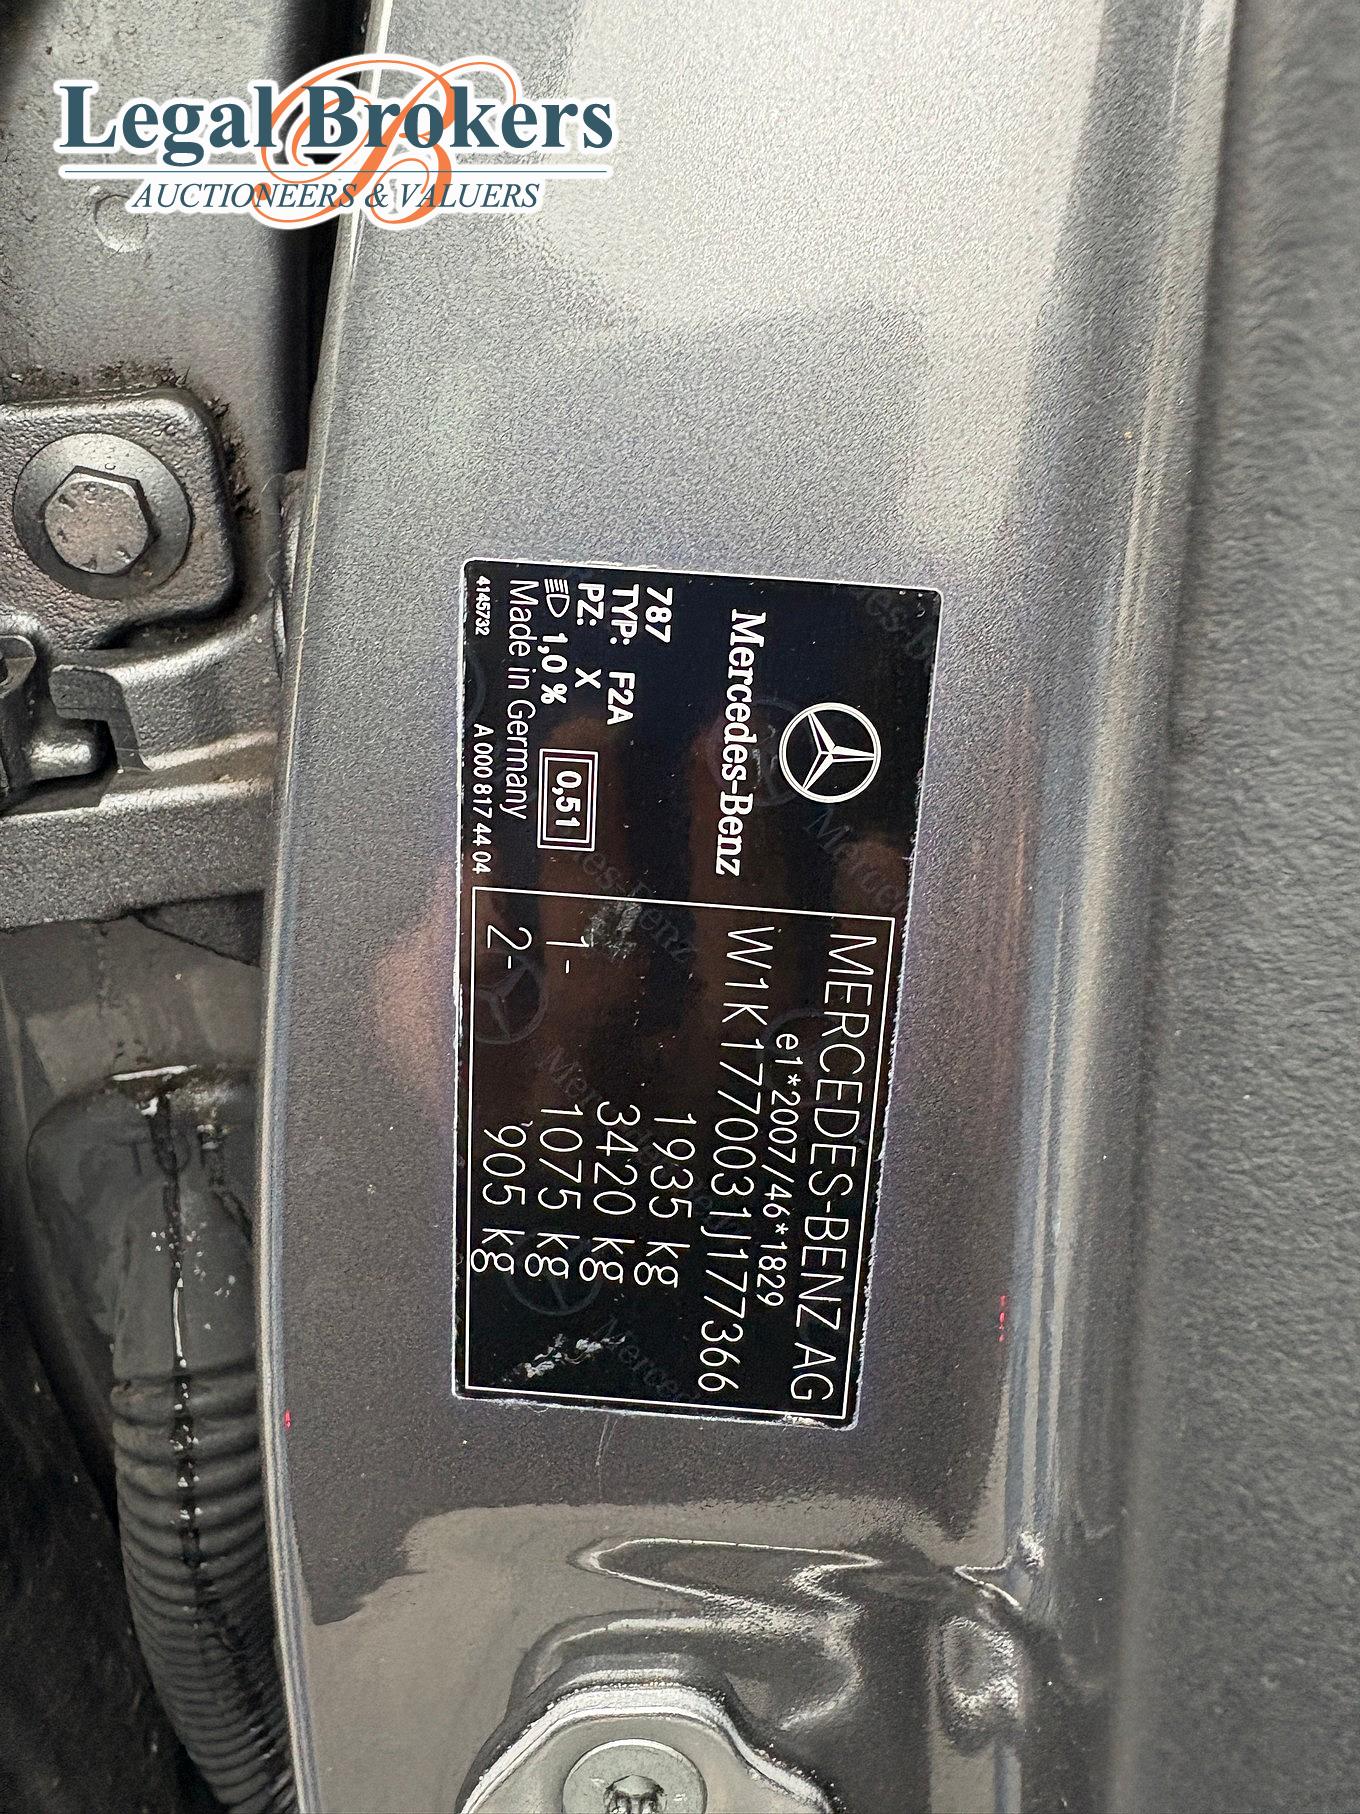 Legal Brokers
AUCTIONEERS & VALUERS
Mercedes-Benz
787
TYP: F2A
PZ: X
1,0 %
0,51
Made in Germany
4145732 A 000 817 44 04
MERCEDES-BENZ AG
e1*2007/46*1829
W1K1770031J177366
1935 kg
3420 kg
1- 1075 kg
2- 905 kg